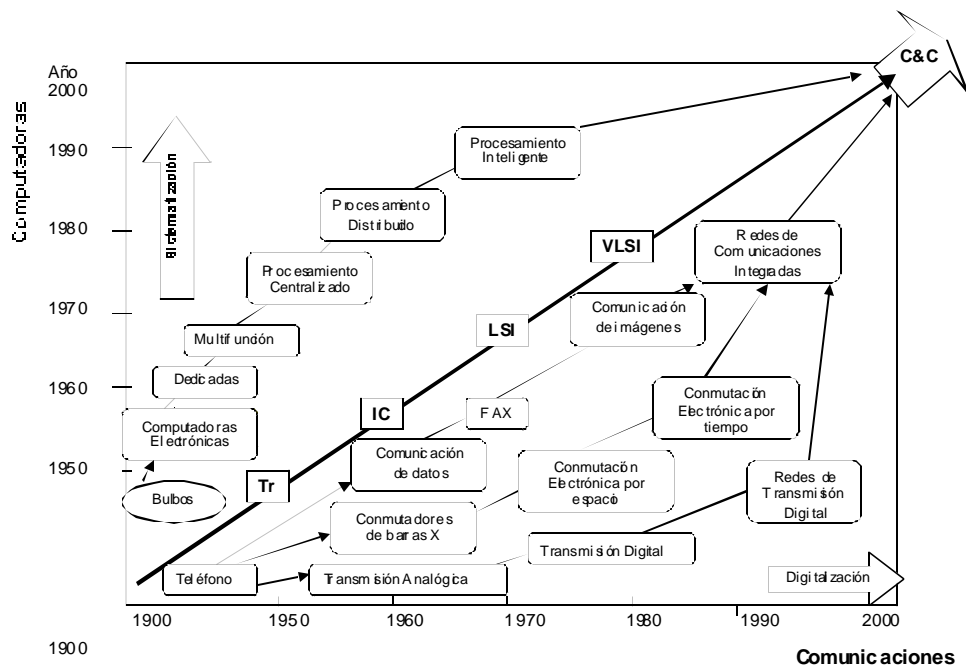 C&C
Año
2000
1990
1980
1970
1960
1950
1900
Computadoras
Sistematización
Procesamiento
Inteligente
Procesamiento
Distribuido
Procesamiento
Centralizado
Multifunción
Dedicadas
Computadoras
Electrónicas
Bulbos
Tr
IC
LSI
VLSI
Redes de
Comunicaciones
Integradas
Comunicación
de imágenes
FAX
Comunicación
de datos
Conmutación
Electrónica por
tiempo
Conmutación
Electrónica por
espacio
Conmutadores
de barras X
Redes de
Transmisión
Digital
Transmisión Digital
Teléfono
Transmisión Analógica
Digitalización
1900
1950
1960
1970
1980
1990
2000
Comunicaciones